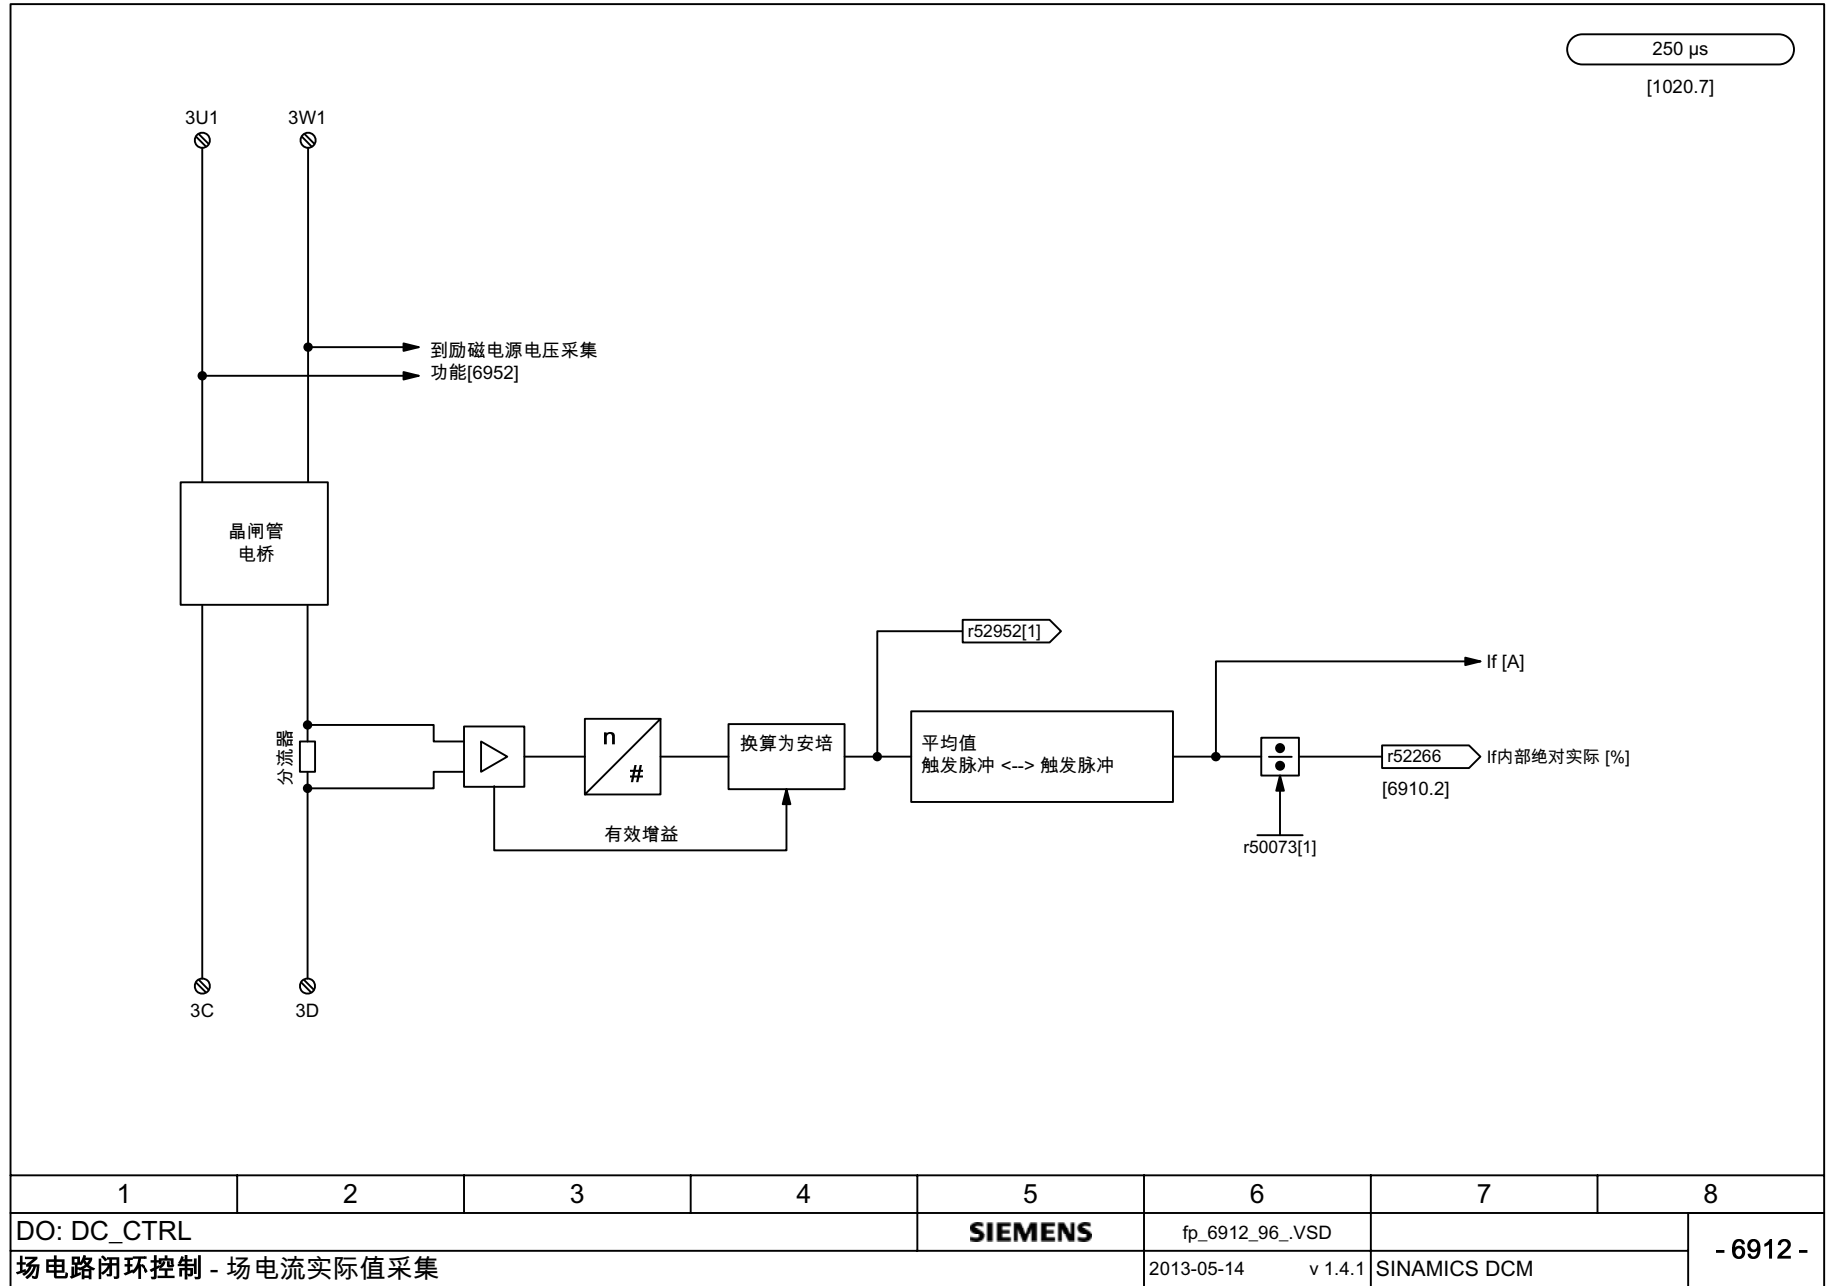 250 µs
[1020.7]
3U1
3W1
到励磁电源电压采集
功能[6952]
晶闸管
电桥
r52952[1]
If [A]
分流器
n
#
换算为安培
平均值
触发脉冲 <--> 触发脉冲
r52266
If内部绝对实际 [%]
[6910.2]
有效增益
r50073[1]
3C
3D
1 2 3 4 5 6 7 8
DO: DC_CTRL
SIEMENS
fp_6912_96_.VSD
- 6912 -
场电路闭环控制 - 场电流实际值采集
2013-05-14 v 1.4.1 SINAMICS DCM